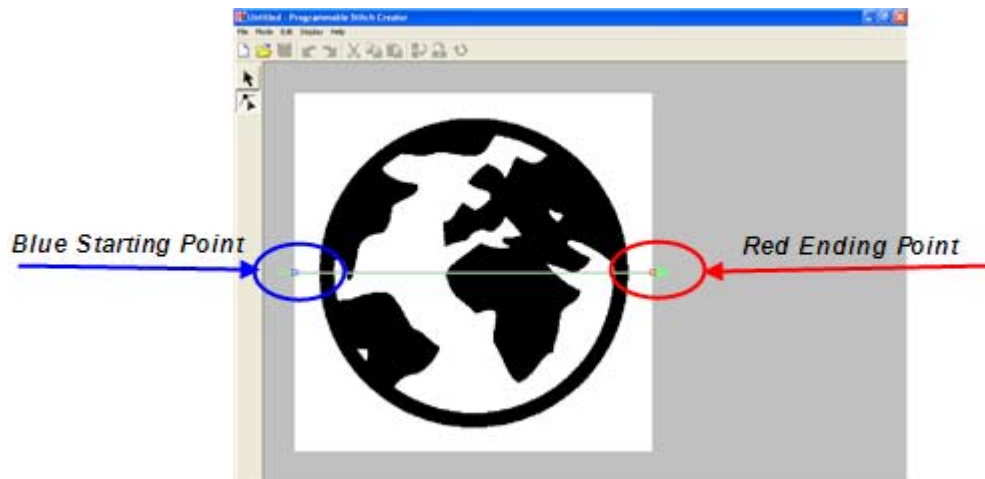 Untitled - Programmable Stitch Creator
File Mode Edit Display Help
Blue Starting Point
Red Ending Point